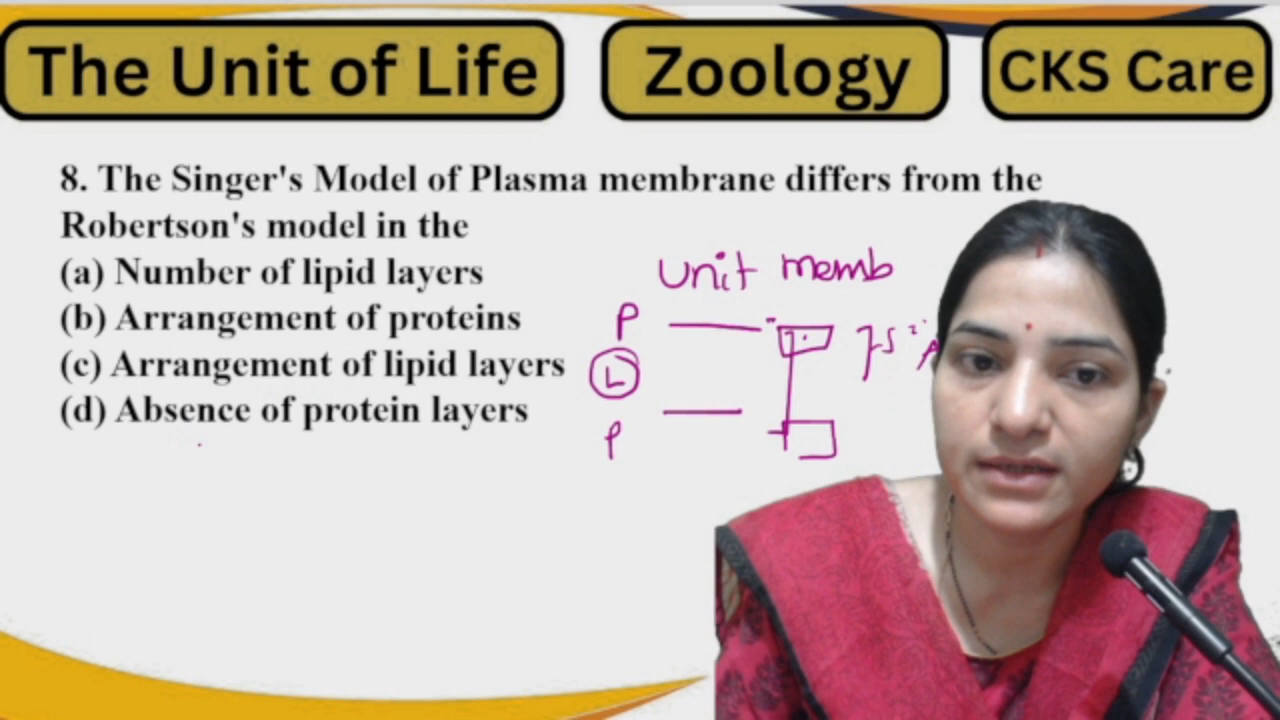 The Unit of Life
Zoology
CKS Care
8. The Singer's Model of Plasma membrane differs from the
Robertson's model in the
(a) Number of lipid layers
(b) Arrangement of proteins
(c) Arrangement of lipid layers
(d) Absence of protein layers
Unit memb
P
L
P